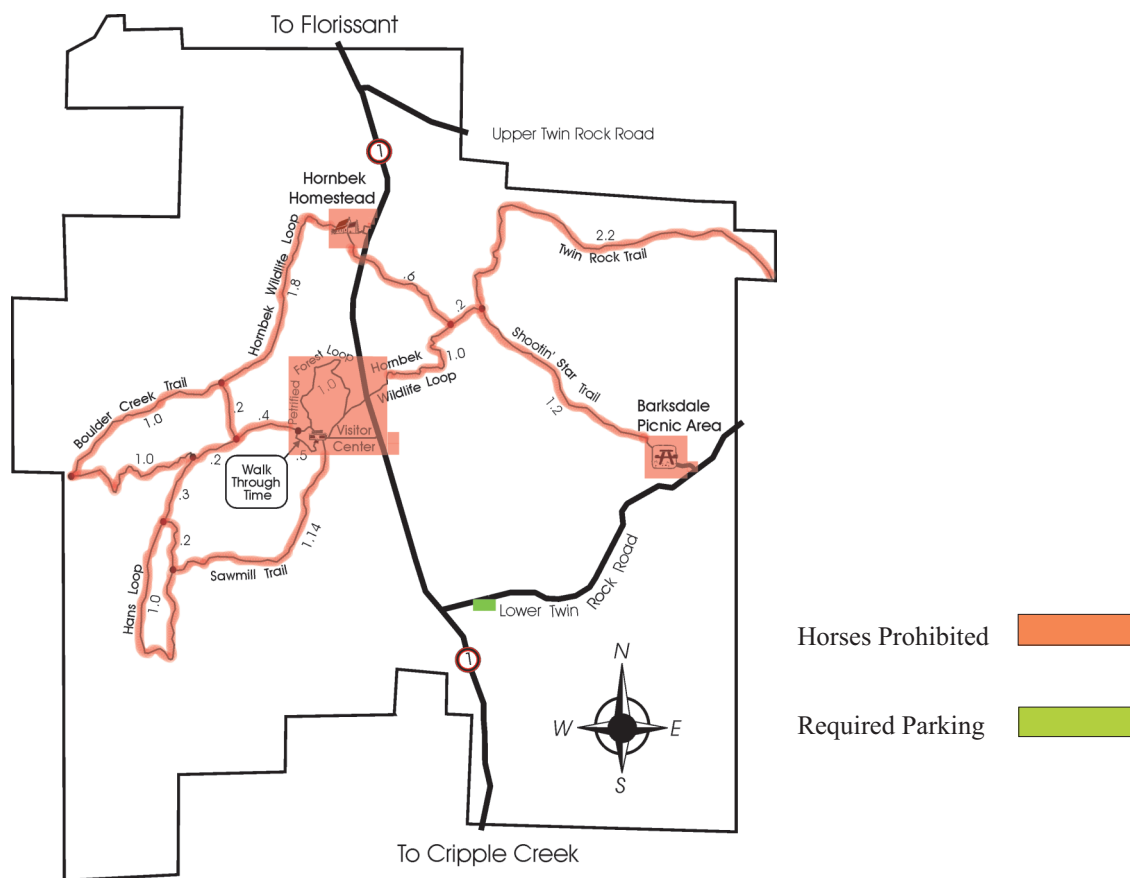 To Florissant
Upper Twin Rock Road
1
Hornbek
Homestead
Hornbek Wildlife Loop
1.8
.6
.2
2.2
Twin Rock Trail
Shootin' Star Trail
1.2
Hornbek
Wildlife Loop
1.0
Petrified Forest Loop
1.0
Visitor
Center
Boulder Creek Trail
1.0
.2
.4
1.0
.2
.5
Walk
Through
Time
.3
.2
1.14
Sawmill Trail
Hans Loop
1.0
Barksdale
Picnic Area
Lower Twin Rock Road
1
To Cripple Creek
N
W E
S
Horses Prohibited
Required Parking